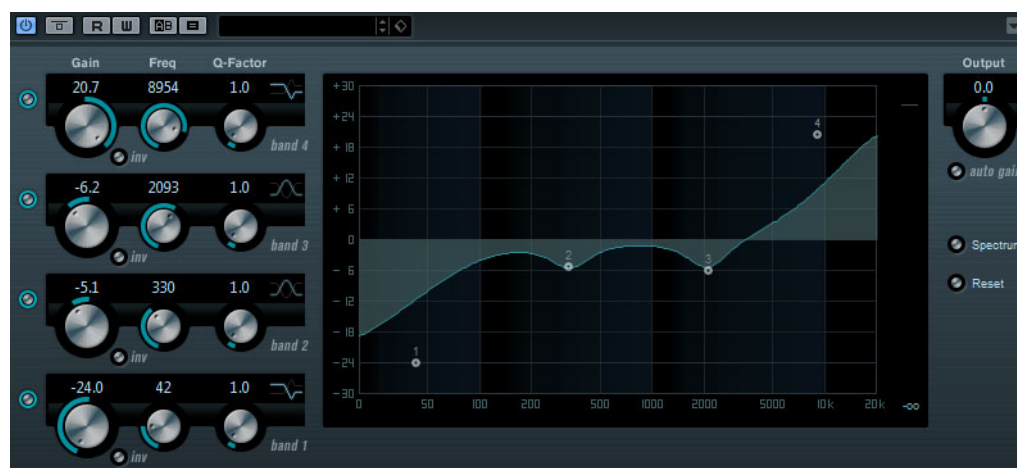 R W AB
Gain Freq Q-Factor Output
20.7 8954 1.0 0.0
inv band 4
auto gain
-6.2 2093 1.0
inv band 3
Spectrum
-5.1 330 1.0
Reset
inv band 2
-24.0 42 1.0
inv band 1
+30
+24
+18
+12
+6
0
-6
-12
-18
-24
-30
1 2 3 4
0 50 100 200 500 1000 2000 5000 10k 20k -∞